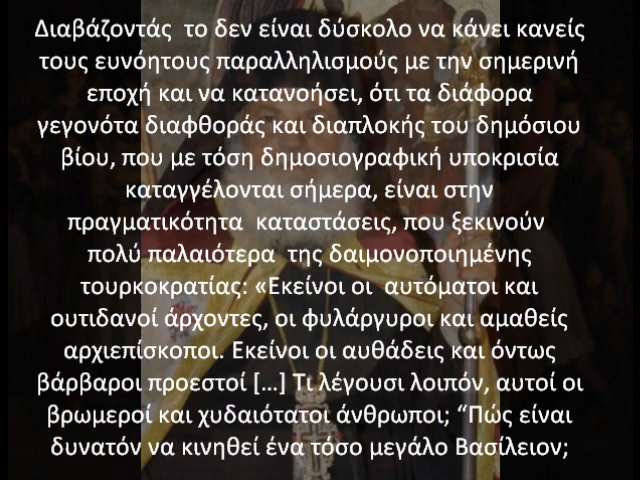 Διαβάζοντάς  το δεν είναι δύσκολο να κάνει κανείς
τους ευνόητους παραλληλισμούς με την σημερινή
εποχή και να κατανοήσει, ότι τα διάφορα
γεγονότα διαφθοράς και διαπλοκής του δημόσιου
βίου, που με τόση δημοσιογραφική υποκρισία
καταγγέλονται σήμερα, είναι στην
πραγματικότητα  καταστάσεις, που ξεκινούν
πολύ παλαιότερα  της δαιμονοποιημένης
τουρκοκρατίας: «Εκείνοι οι  αυτόματοι και
ουτιδανοί άρχοντες, οι φυλάργυροι και αμαθείς
αρχιεπίσκοποι. Εκείνοι οι αυθάδεις και όντως
βάρβαροι προεστοί […] Τι λέγουσι λοιπόν, αυτοί οι
βρωμεροί και χυδαιότατοι άνθρωποι; “Πώς είναι
δυνατόν να κινηθεί ένα τόσο μεγάλο Βασίλειον;